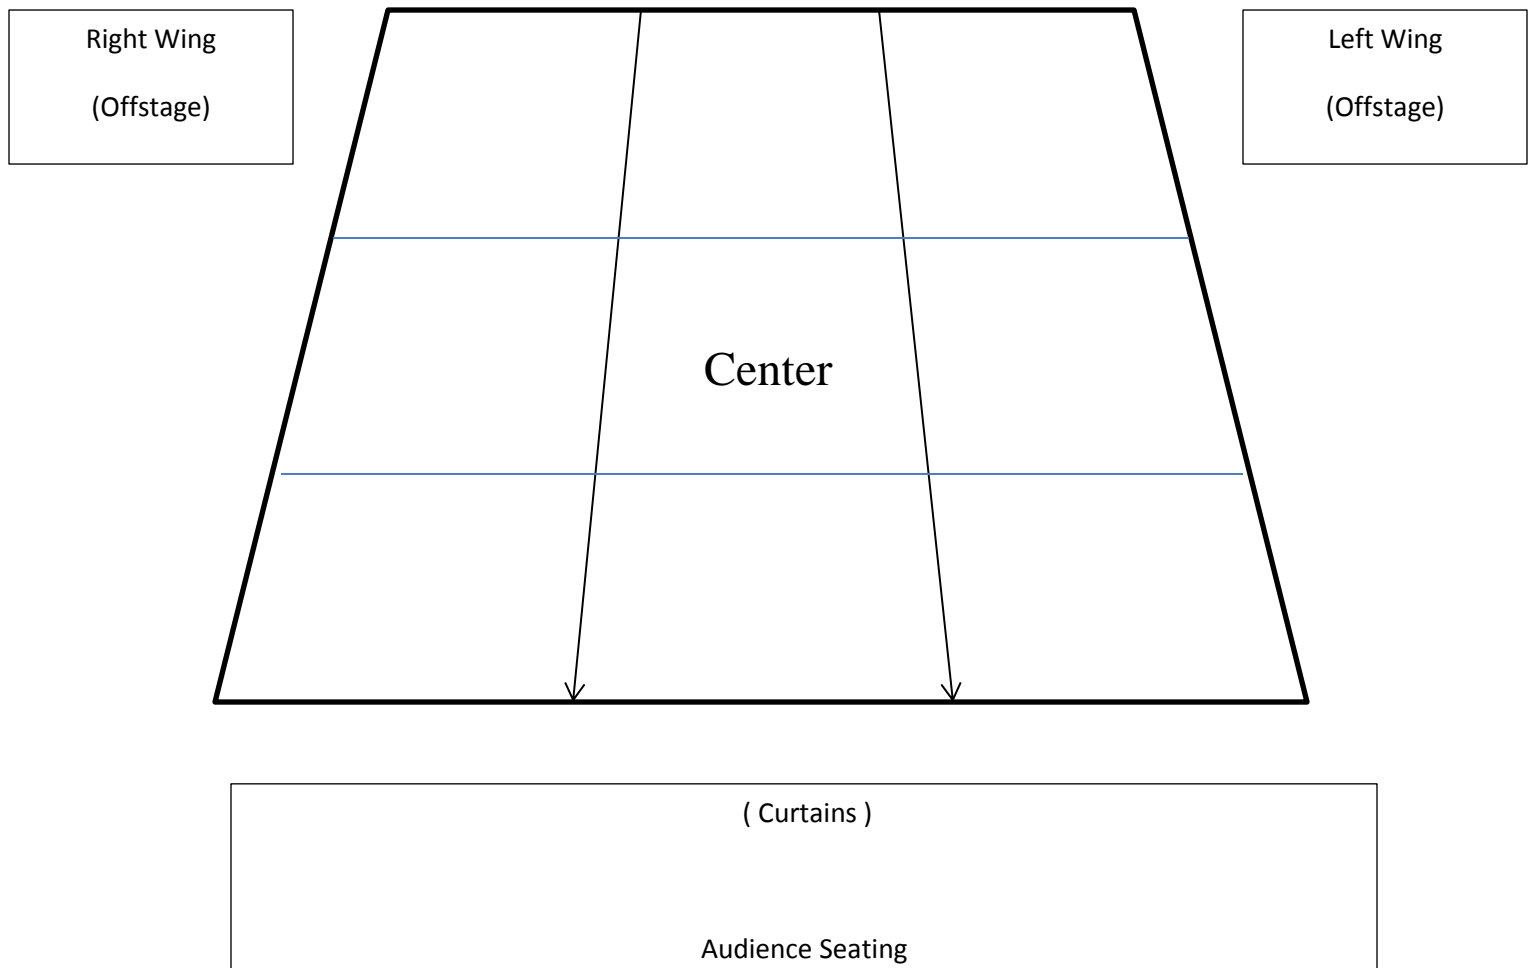 Right Wing
(Offstage)
Left Wing
(Offstage)
Center
( Curtains )
Audience Seating